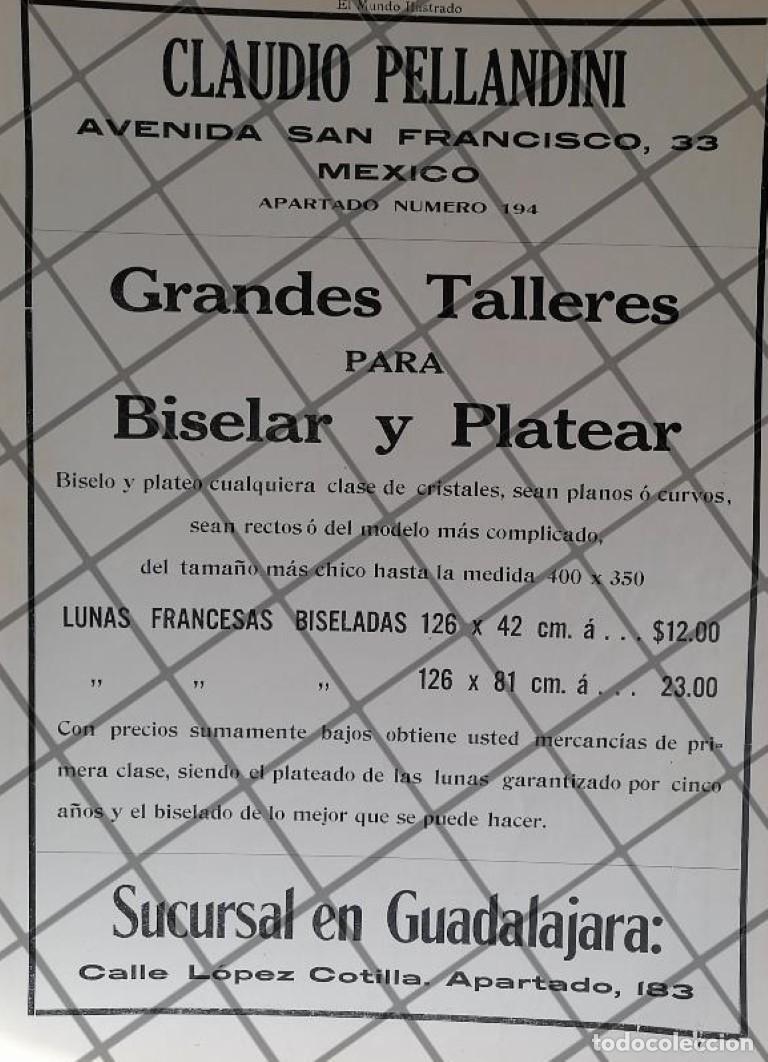 El Mundo Ilustrado
CLAUDIO PELLANDINI
AVENIDA SAN FRANCISCO, 33
MEXICO
APARTADO NUMERO 194
Grandes Talleres
PARA
Biselar y Platear
Biselo y plateo cualquiera clase de cristales, sean planos ó curvos,
sean rectos ó del modelo más complicado,
del tamaño más chico hasta la medida 400 x 350
LUNAS FRANCESAS BISELADAS 126 x 42 cm. á . . . $12.00
,, ,, ,, 126 x 81 cm. á . . . 23.00
Con precios sumamente bajos obtiene usted mercancías de pri-
mera clase, siendo el plateado de las lunas garantizado por cinco
años y el biselado de lo mejor que se puede hacer.
Sucursal en Guadalajara:
Calle López Cotilla. Apartado, 183
todocoleccion